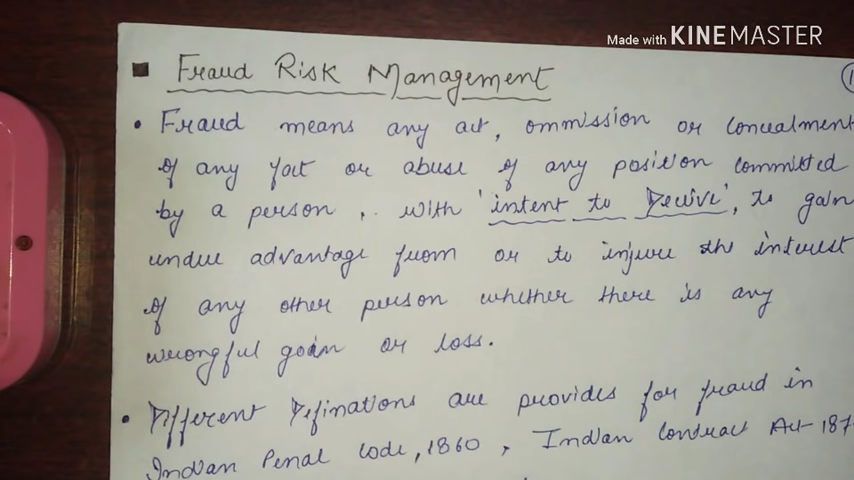 Made with KINEMASTER
Fraud Risk Management
• Fraud means any act, ommission or concealment
of any fact or abuse of any position committed
by a person, with 'intent to Decive', to gain
undue advantage from or to injure the interest
of any other person whether there is any
wrongful gain or loss.
• Different Definations are provides for fraud in
Indian Penal Code, 1860, Indian Contract Act 187